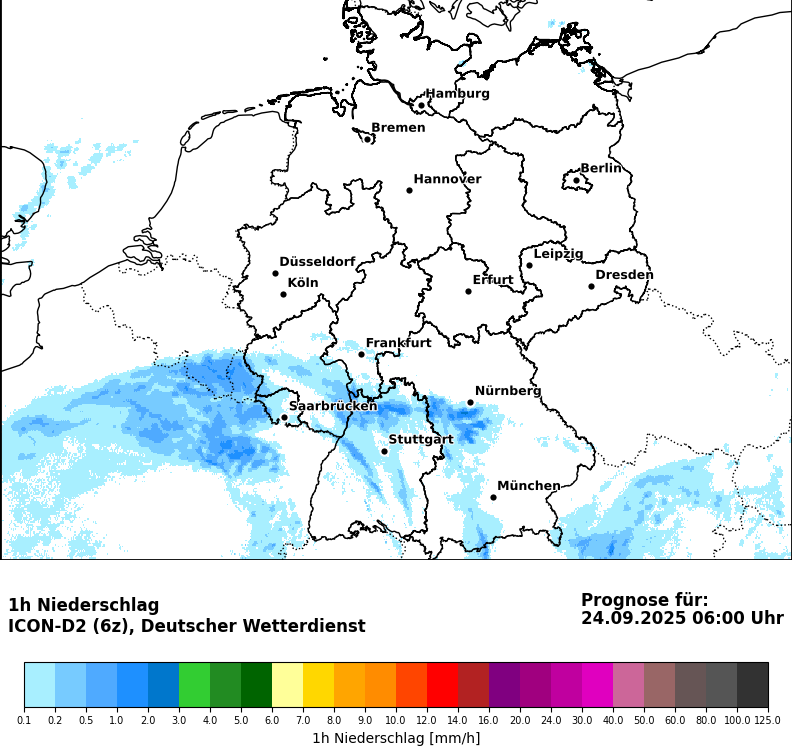 Hamburg
Bremen
Berlin
Hannover
Leipzig
Düsseldorf
Dresden
Köln
Erfurt
Frankfurt
Nürnberg
Saarbrücken
Stuttgart
München
1h Niederschlag
ICON-D2 (6z), Deutscher Wetterdienst
Prognose für:
24.09.2025 06:00 Uhr
0.1 0.2 0.5 1.0 2.0 3.0 4.0 5.0 6.0 7.0 9.0 10.0 12.0 14.0 16.0 20.0 24.0 30.0 40.0 50.0 60.0 80.0 100.0 125.0
1h Niederschlag [mm/h]